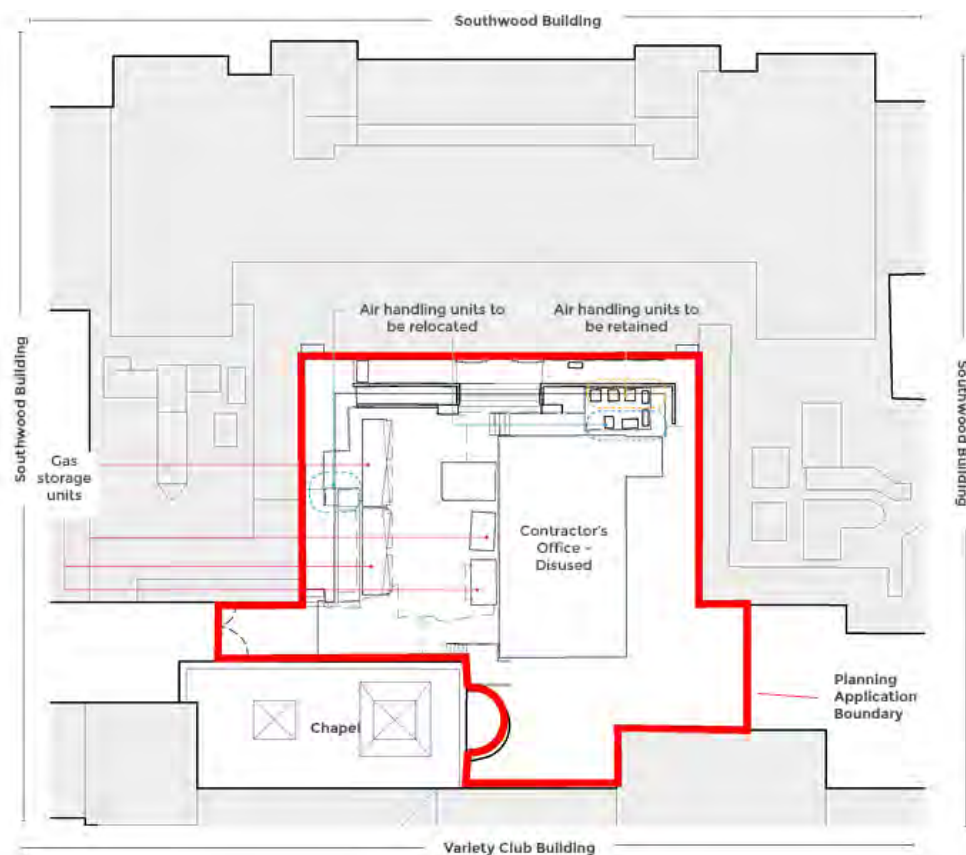 Southwood Building
Air handling units to
be relocated
Air handling units to
be retained
Southwood Building
Southwood Building
Gas
storage
units
Contractor's
Office -
Disused
Planning
Application
Boundary
Chapel
Variety Club Building